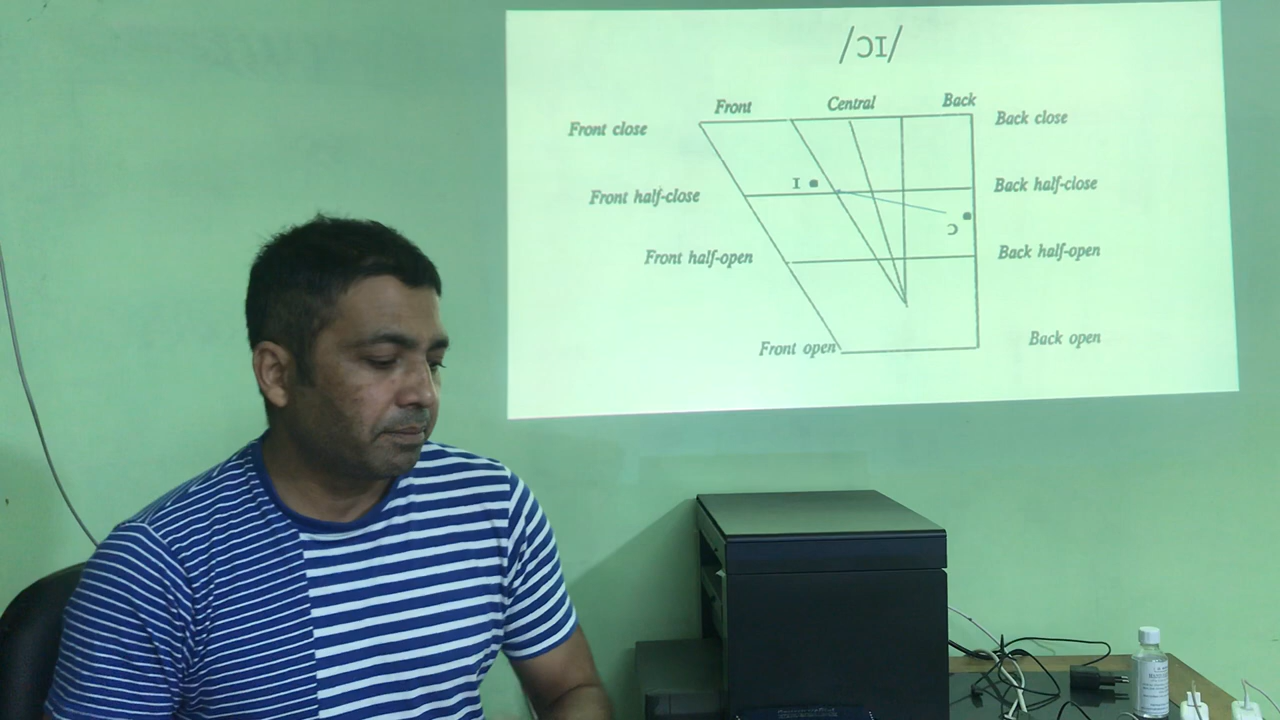 /ɔɪ/
Front Central Back
Front close Back close
I
Front half-close Back half-close
ɔ
Front half-open Back half-open
Front open Back open